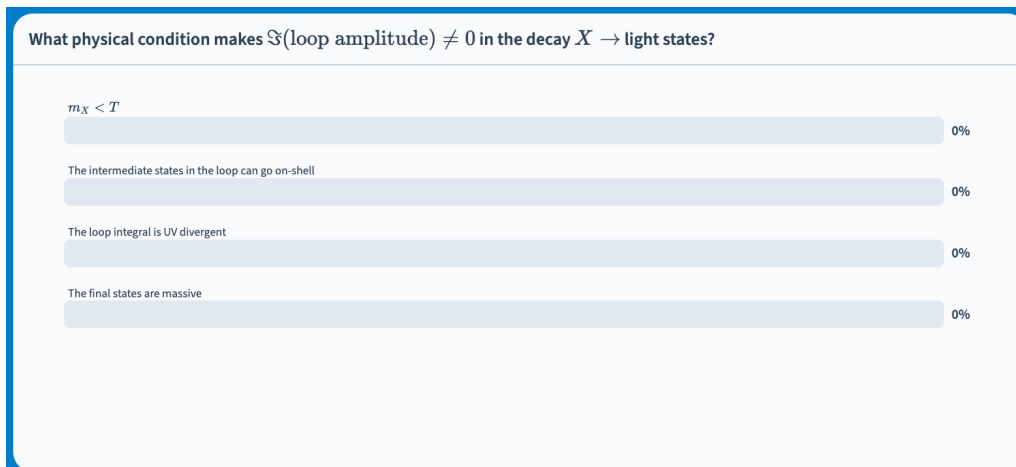 What physical condition makes ℑ(loop amplitude) ≠ 0 in the decay X → light states?
m_X < T
0%
The intermediate states in the loop can go on-shell
0%
The loop integral is UV divergent
0%
The final states are massive
0%